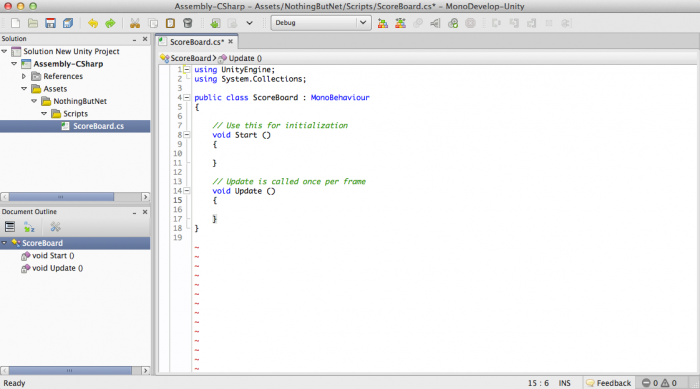 Assembly-CSharp – Assets/NothingButNet/Scripts/ScoreBoard.cs* – MonoDevelop-Unity
Debug
Solution
Solution New Unity Project
Assembly-CSharp
References
Assets
NothingButNet
Scripts
ScoreBoard.cs
Document Outline
ScoreBoard
void Start ()
void Update ()
ScoreBoard.cs*
ScoreBoard
Update ()
1 using UnityEngine;
2 using System.Collections;
3
4 public class ScoreBoard : MonoBehaviour
5 {
6
7 // Use this for initialization
8 void Start ()
9 {
10
11 }
12
13 // Update is called once per frame
14 void Update ()
15 {
16
17 }
18 }
19
~
~
~
~
~
~
~
~
~
~
~
~
~
Ready
15 : 6 INS Feedback 0 0